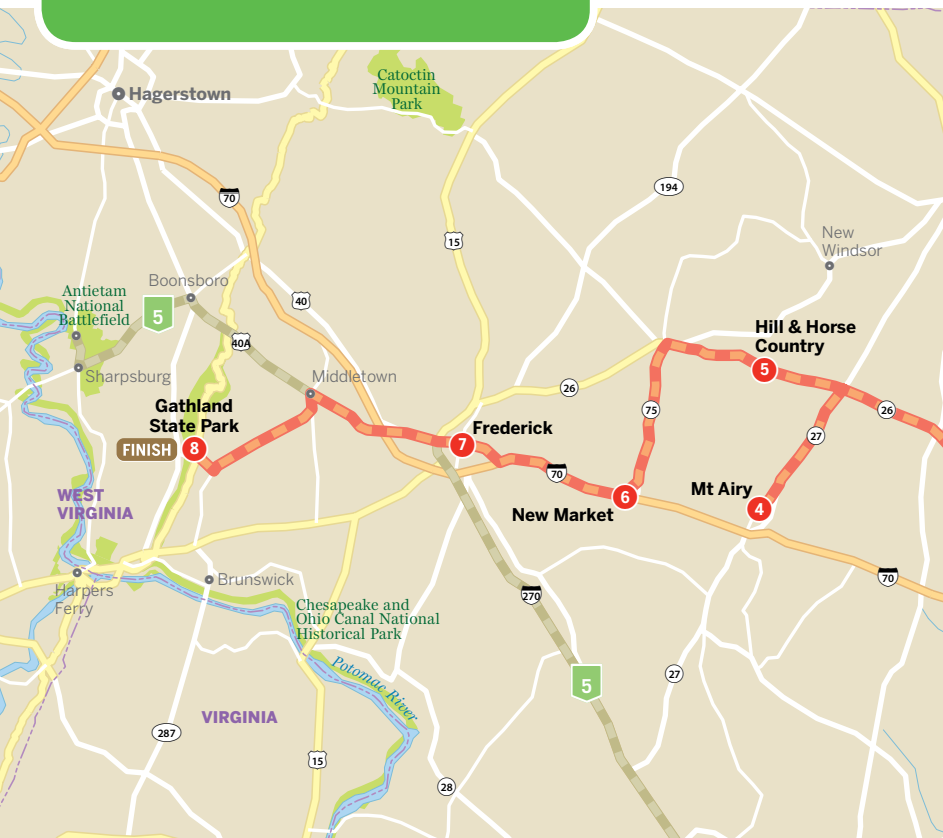 Catoctin
Mountain
Park
Hagerstown
70
194
15
New
Windsor
Boonsboro
Antietam
National
Battlefield
5
40
40A
Hill & Horse
Country
5
Sharpsburg
Middletown
26
75
26
Gathland
State Park
FINISH
8
Frederick
7
27
70
Mt Airy
4
6
New Market
WEST
VIRGINIA
Harpers
Ferry
Brunswick
70
270
Chesapeake and
Ohio Canal National
Historical Park
Potomac River
5
27
VIRGINIA
287
15
28